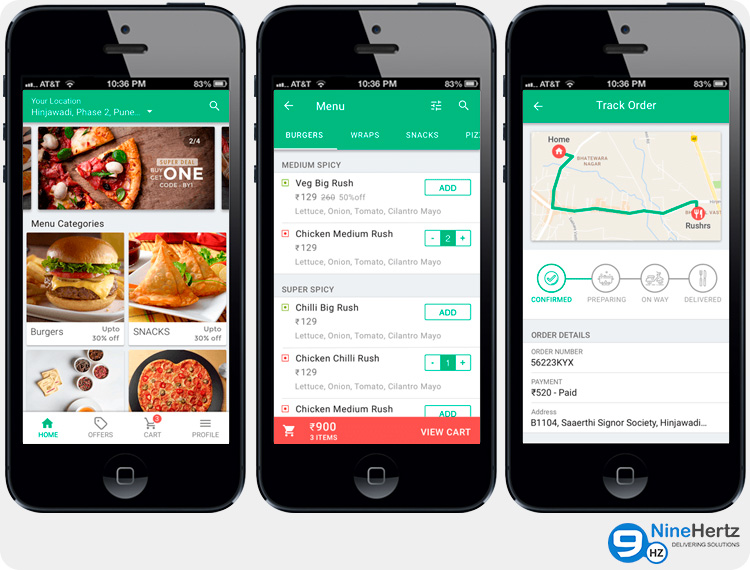 AT&T 10:36 PM 83%
Your Location
Hinjawadi, Phase 2, Pune...
2/4
SUPER DEAL
BUY
GET ONE
CODE - BY1
Menu Categories
Burgers Upto
30% off
SNACKS Upto
30% off
HOME OFFERS 3 CART PROFILE
AT&T 10:36 PM 83%
Menu
BURGERS WRAPS SNACKS PIZ
MEDIUM SPICY
Veg Big Rush
₹129 260 50%off ADD
Lettuce, Onion, Tomato, Cilantro Mayo
Chicken Medium Rush
₹129 - 2 +
Lettuce, Onion, Tomato, Cilantro Mayo
SUPER SPICY
Chilli Big Rush
₹129 ADD
Lettuce, Onion, Tomato, Cilantro Mayo
Chicken Chilli Rush
₹129 - 1 +
Lettuce, Onion, Tomato, Cilantro Mayo
Chicken Medium Rush ADD
₹900
3 ITEMS VIEW CART
AT&T 10:36 PM 83%
Track Order
Home
BHATEWARA
NAGAR
Rushrs
CONFIRMED PREPARING ON WAY DELIVERED
ORDER DETAILS
ORDER NUMBER
56223KYX
PAYMENT
₹520 - Paid
Address
B1104, Saaerthi Signor Society, Hinjawadi...
9 HZ
NineHertz
DELIVERING SOLUTIONS